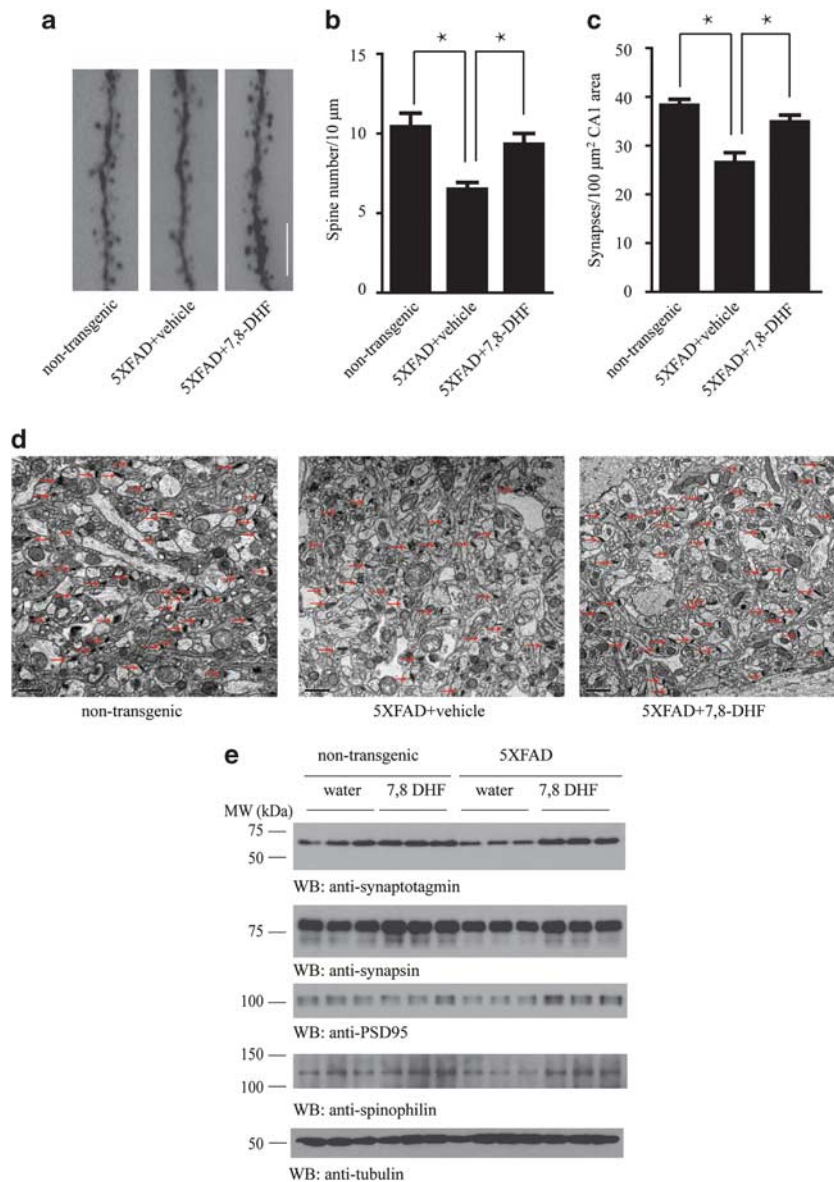 a
non-transgenic
5XFAD+vehicle
5XFAD+7,8-DHF
b
Spine number/10 μm
15
10
5
0
*
*
non-transgenic
5XFAD+vehicle
5XFAD+7,8-DHF
c
Synapses/100 μm² CA1 area
50
40
30
20
10
0
*
*
non-transgenic
5XFAD+vehicle
5XFAD+7,8-DHF
d
non-transgenic
5XFAD+vehicle
5XFAD+7,8-DHF
e
non-transgenic 5XFAD
water 7,8 DHF water 7,8 DHF
MW (kDa)
75
50
WB: anti-synaptotagmin
75
WB: anti-synapsin
100
WB: anti-PSD95
150
100
WB: anti-spinophilin
50
WB: anti-tubulin